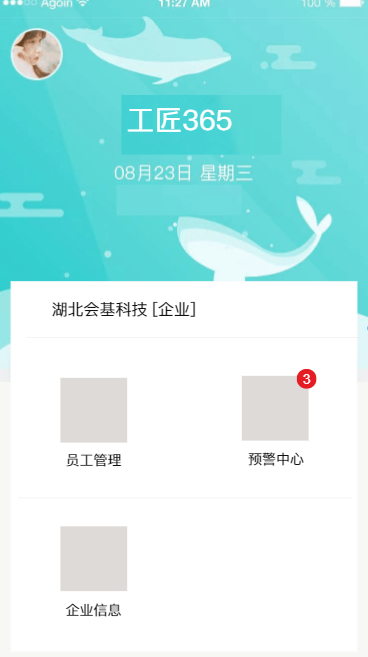 Agoin 11:27 AM 100 %
工匠365
08月23日 星期三
湖北会基科技 [企业]
3
员工管理 预警中心
企业信息